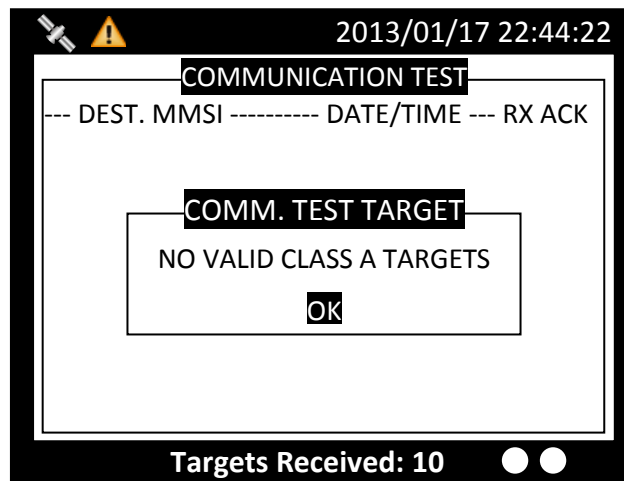 2013/01/17 22:44:22
COMMUNICATION TEST
--- DEST. MMSI ---------- DATE/TIME --- RX ACK
COMM. TEST TARGET
NO VALID CLASS A TARGETS
OK
Targets Received: 10